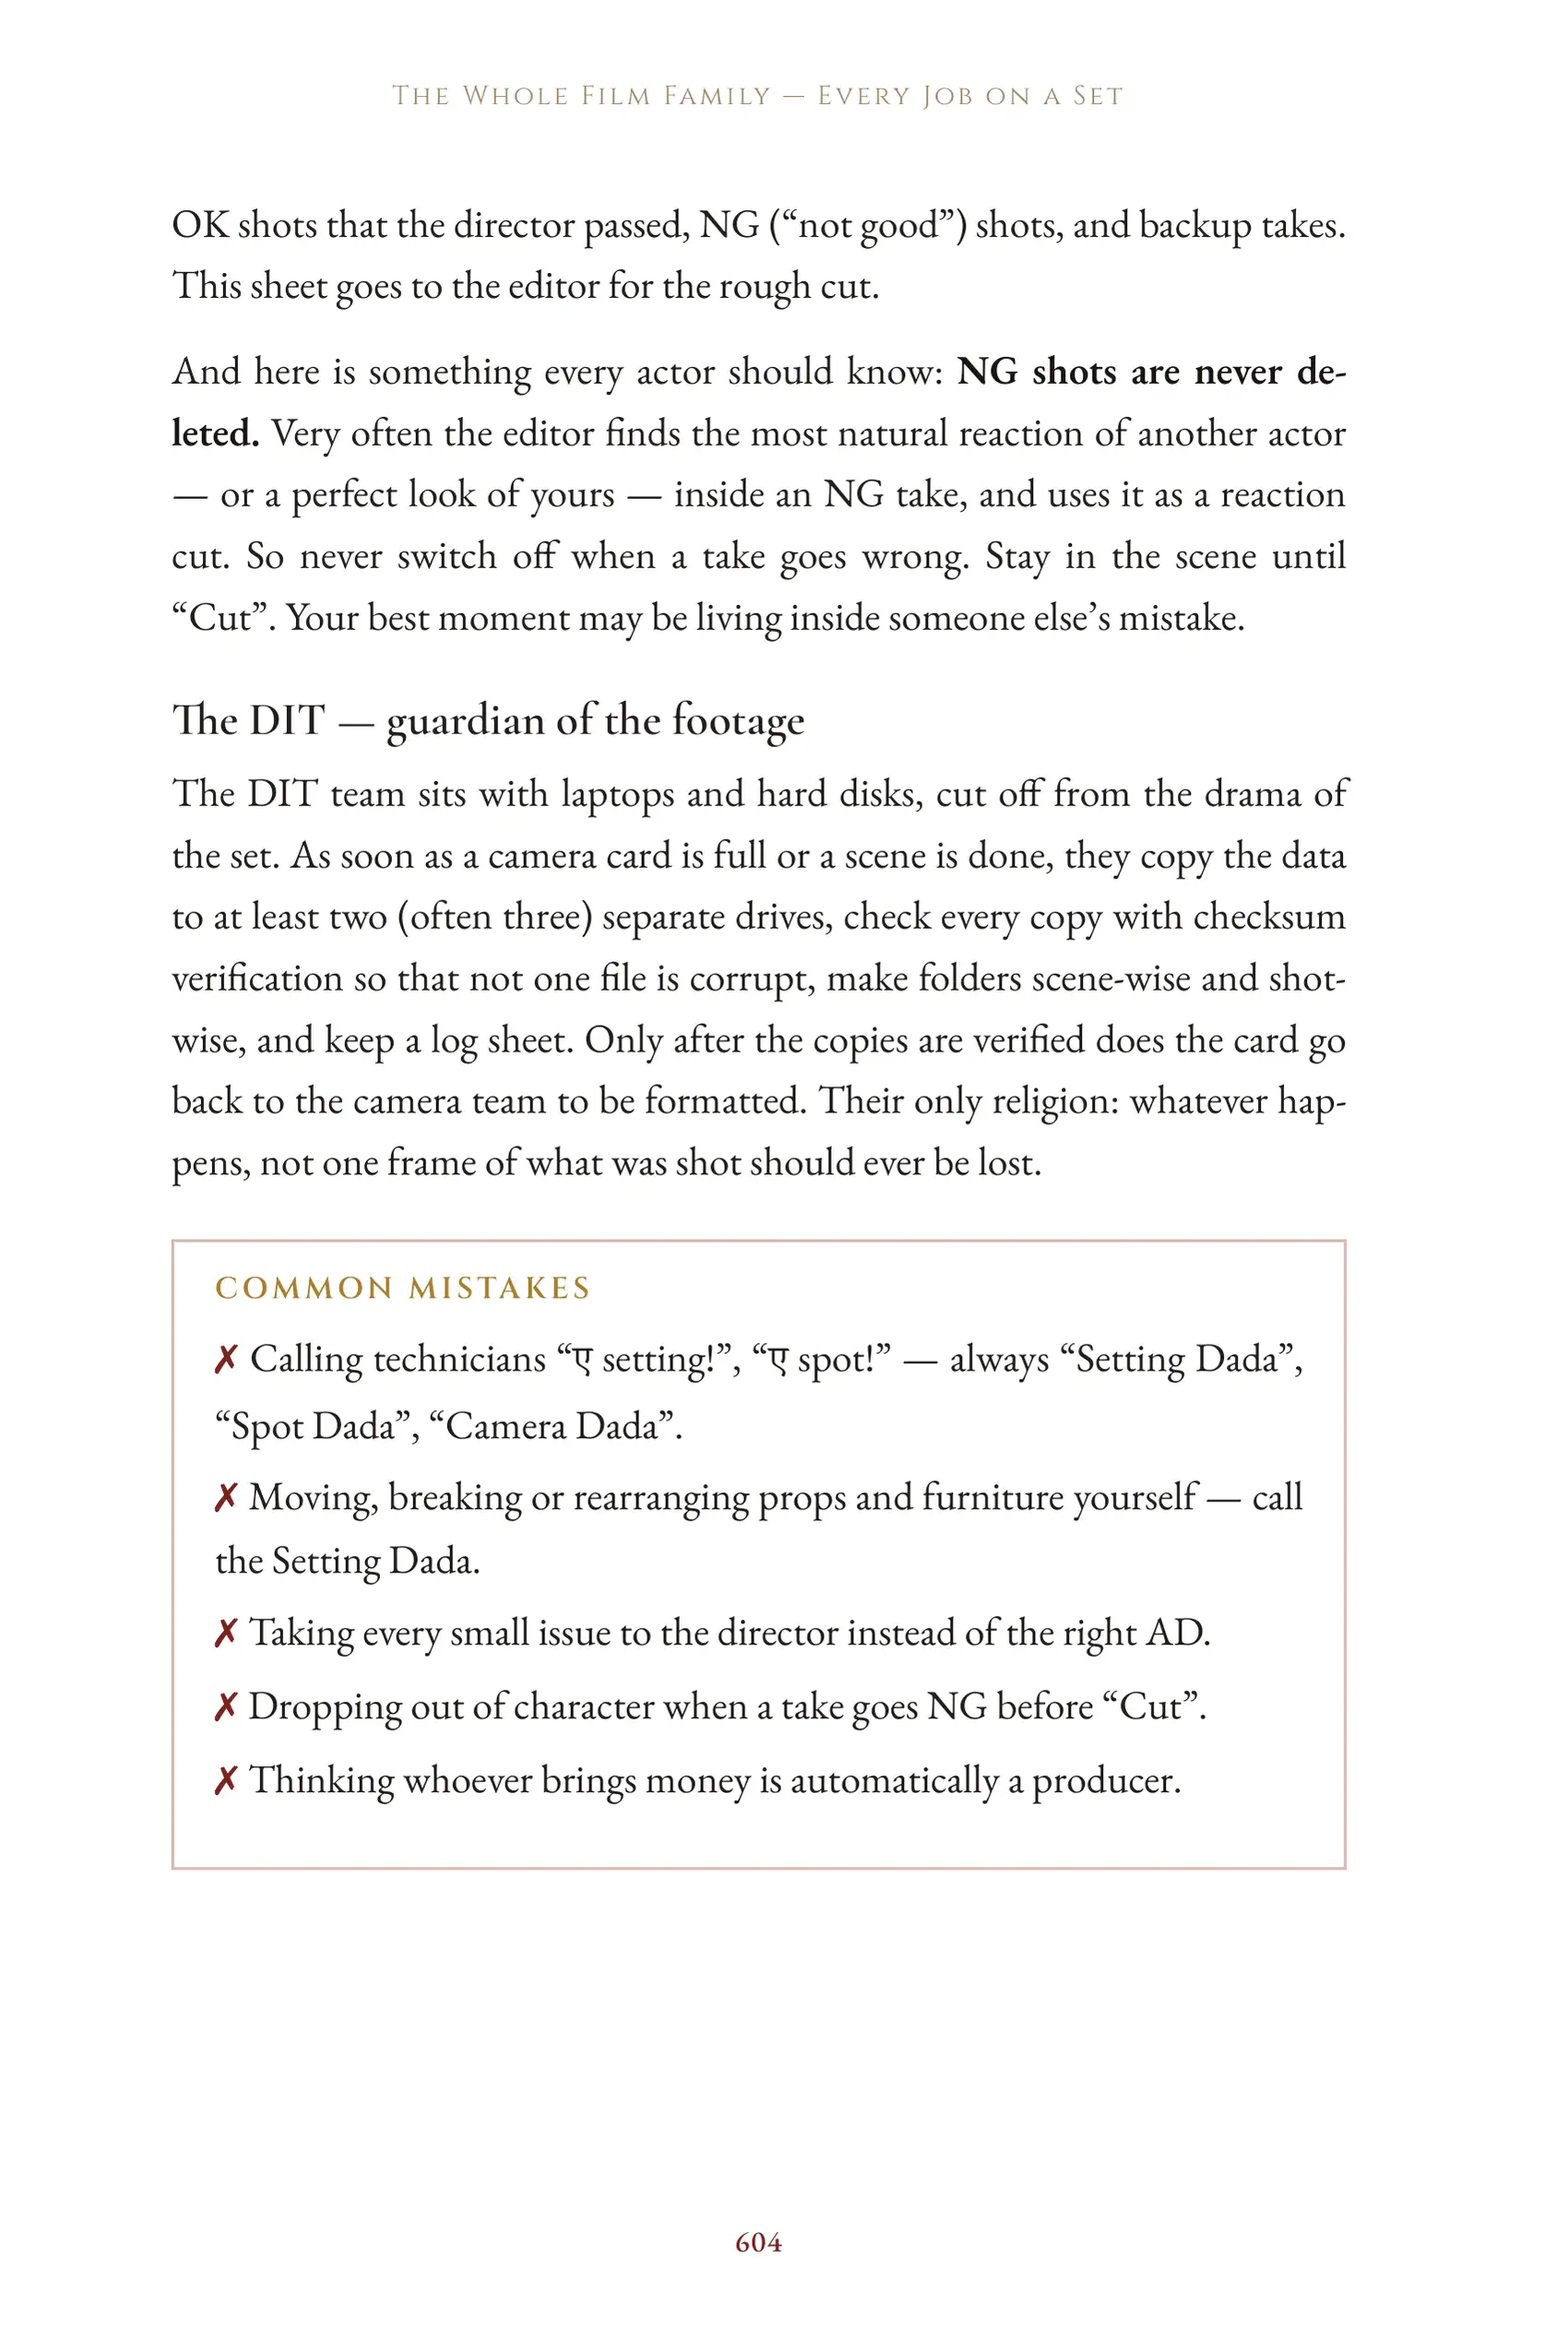 The Whole Film Family — Every Job on a Set
OK shots that the director passed, NG (“not good”) shots, and backup takes.
This sheet goes to the editor for the rough cut.
And here is something every actor should know: NG shots are never de-
leted. Very often the editor finds the most natural reaction of another actor
— or a perfect look of yours — inside an NG take, and uses it as a reaction
cut. So never switch off when a take goes wrong. Stay in the scene until
“Cut”. Your best moment may be living inside someone else’s mistake.
The DIT — guardian of the footage
The DIT team sits with laptops and hard disks, cut off from the drama of
the set. As soon as a camera card is full or a scene is done, they copy the data
to at least two (often three) separate drives, check every copy with checksum
verification so that not one file is corrupt, make folders scene-wise and shot-
wise, and keep a log sheet. Only after the copies are verified does the card go
back to the camera team to be formatted. Their only religion: whatever hap-
pens, not one frame of what was shot should ever be lost.
COMMON MISTAKES
✗ Calling technicians “ए setting!”, “ए spot!” — always “Setting Dada”,
“Spot Dada”, “Camera Dada”.
✗ Moving, breaking or rearranging props and furniture yourself — call
the Setting Dada.
✗ Taking every small issue to the director instead of the right AD.
✗ Dropping out of character when a take goes NG before “Cut”.
✗ Thinking whoever brings money is automatically a producer.
604